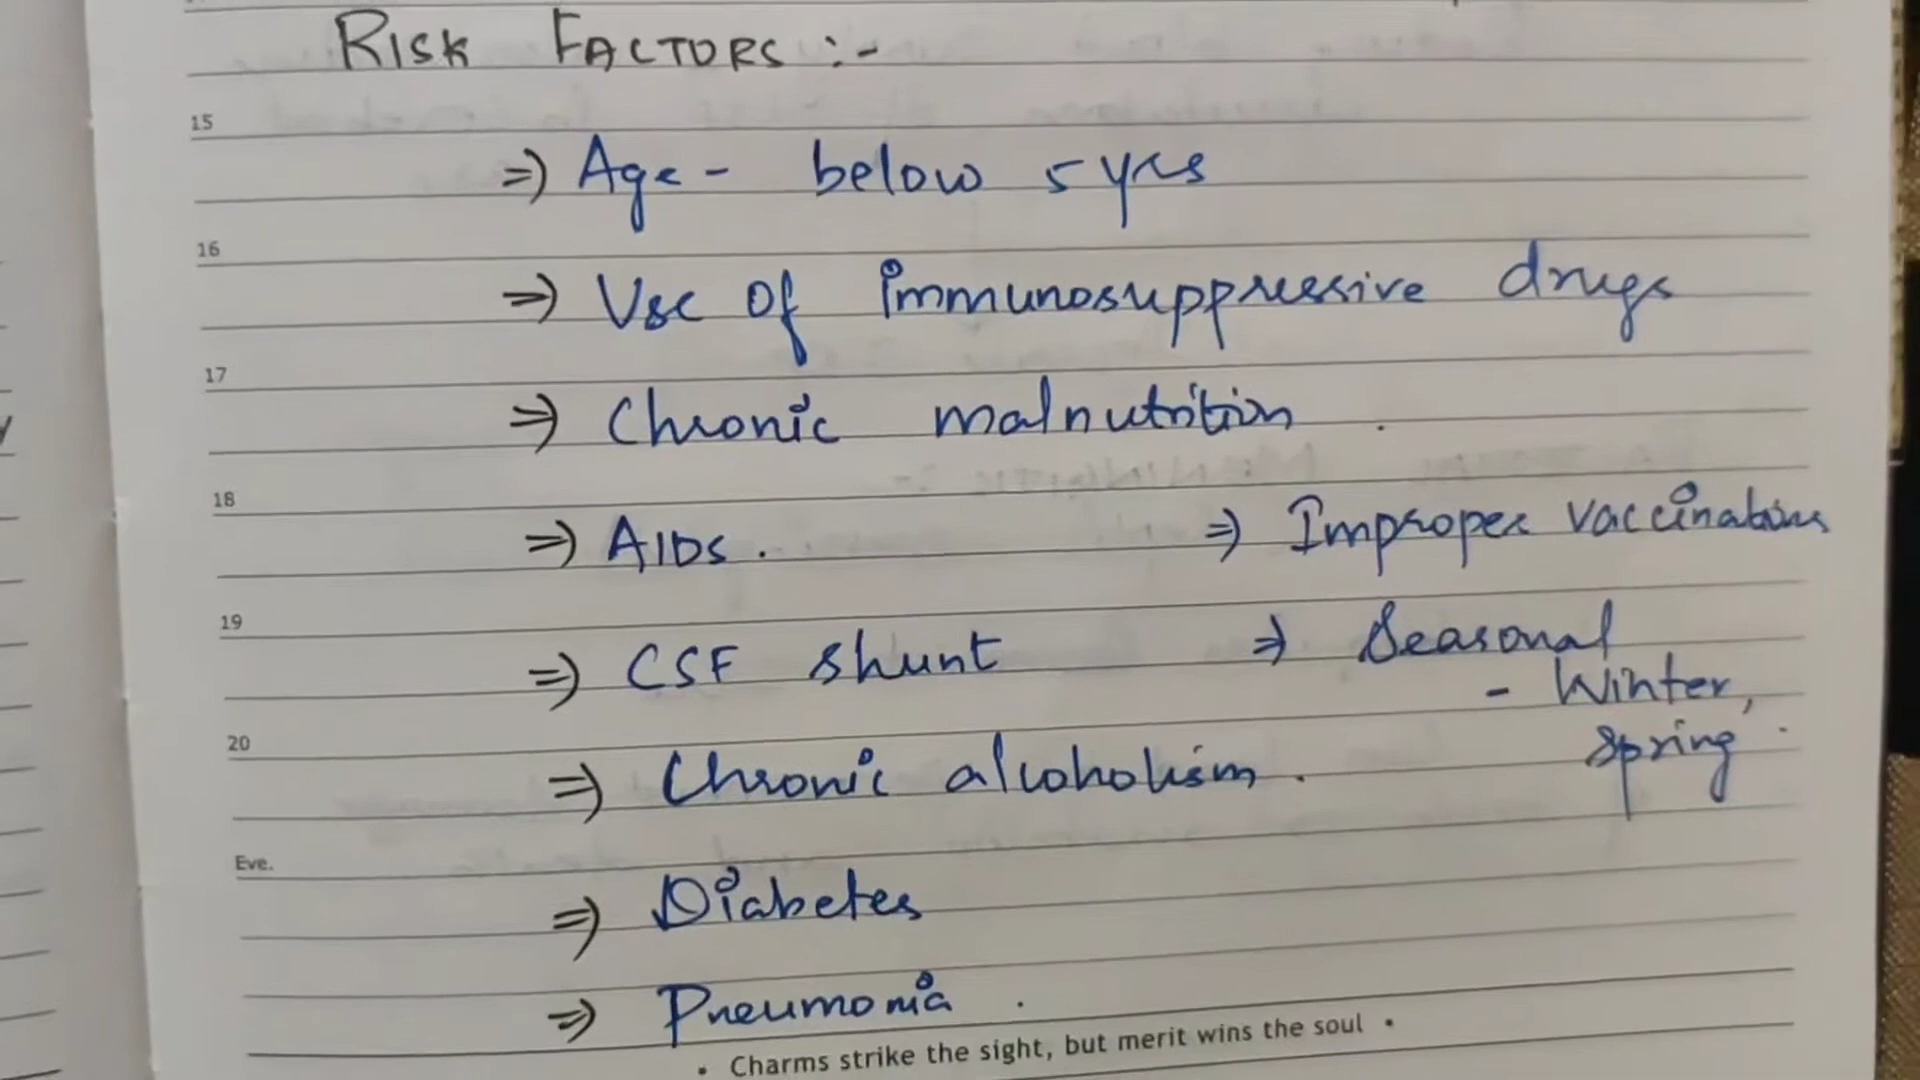 RISK FACTORS :-
15
⇒ Age - below 5 yrs
16
⇒ Use Of immunosuppressive drugs
17
⇒ Chronic malnutrition .
18
⇒ AIDS . ⇒ Improper vaccinations
19
⇒ CSF shunt ⇒ Seasonal
- Winter,
20
spring
⇒ Chronic alcoholism .
Eve.
⇒ Diabetes
⇒ Pneumonia .
• Charms strike the sight, but merit wins the soul •